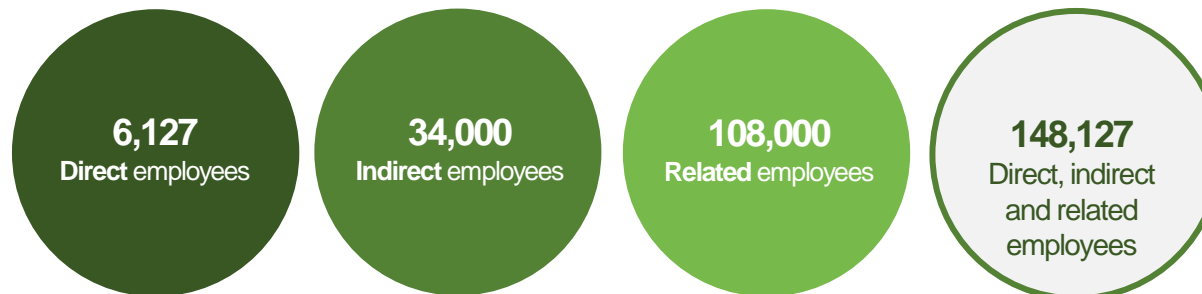 6,127
Direct employees
34,000
Indirect employees
108,000
Related employees
148,127
Direct, indirect
and related
employees